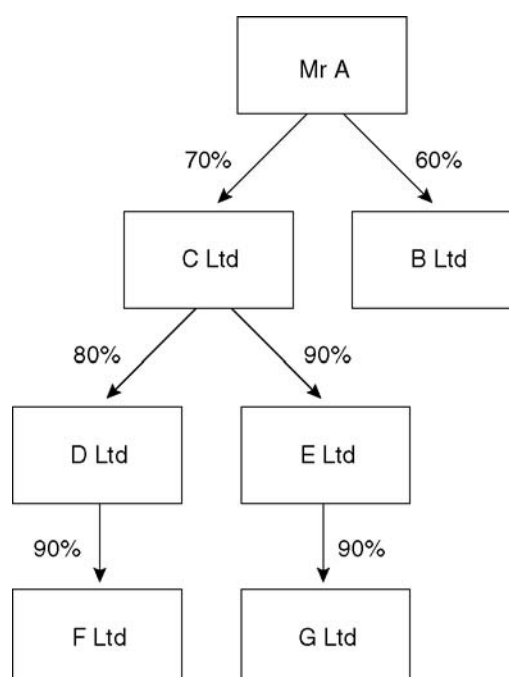 Mr A
70% 60%
C Ltd B Ltd
80% 90%
D Ltd E Ltd
90% 90%
F Ltd G Ltd